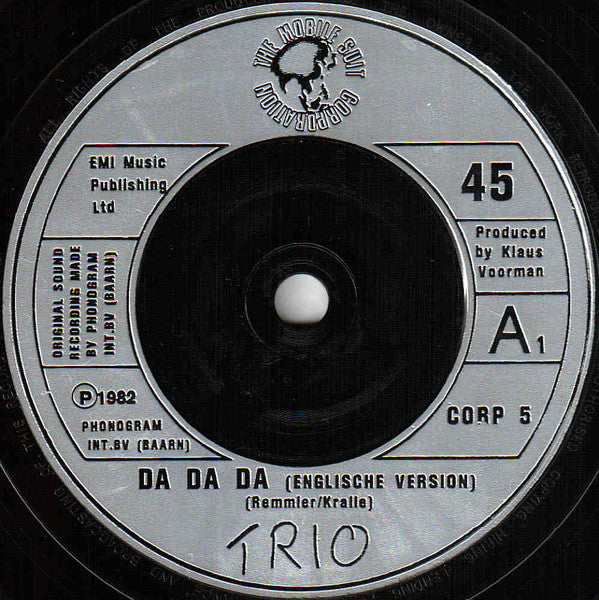 THE MOBILE SUIT CORPORATION
EMI Music
Publishing
Ltd
45
Produced
by Klaus
Voorman
ORIGINAL SOUND
RECORDING MADE
BY PHONOGRAM
INT.BV (BAARN)
A1
Ⓟ1982
PHONOGRAM
INT.BV (BAARN)
CORP 5
DA DA DA (ENGLISCHE VERSION)
(Remmler/Kralle)
TRIO